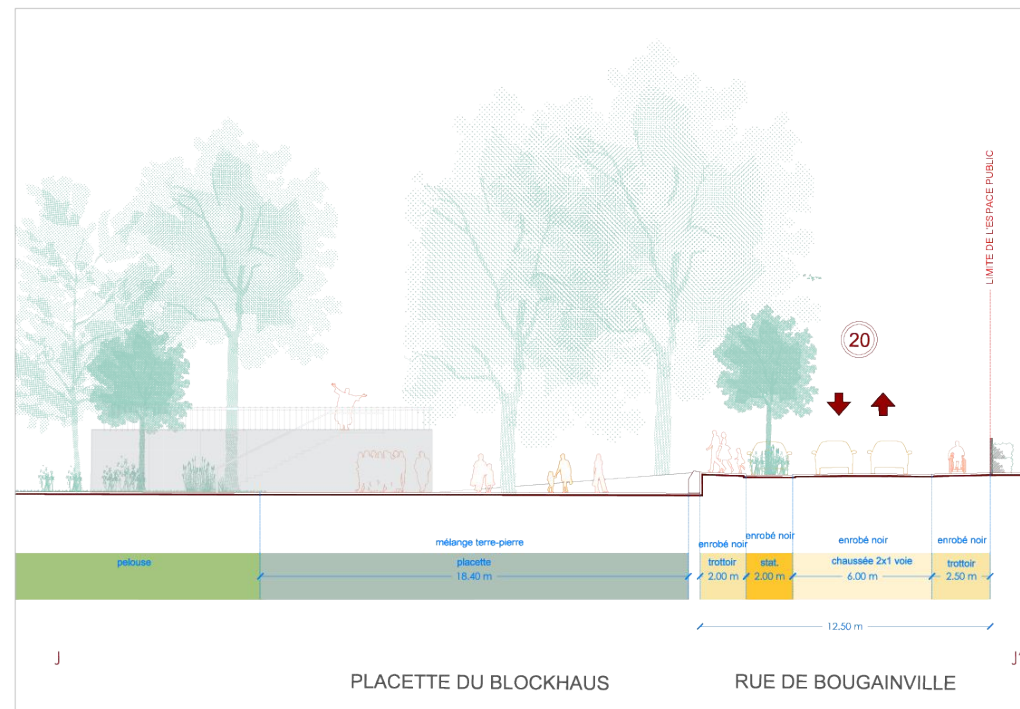 LIMITE DE L'ESPACE PUBLIC
20
mélange terre-pierre
enrobé noir
enrobé noir
enrobé noir
enrobé noir
pelouse
placette
trottoir
stat.
chaussée 2x1 voie
trottoir
18.40 m
2.00 m
2.00 m
6.00 m
2.50 m
12.50 m
J
J'
PLACETTE DU BLOCKHAUS
RUE DE BOUGAINVILLE